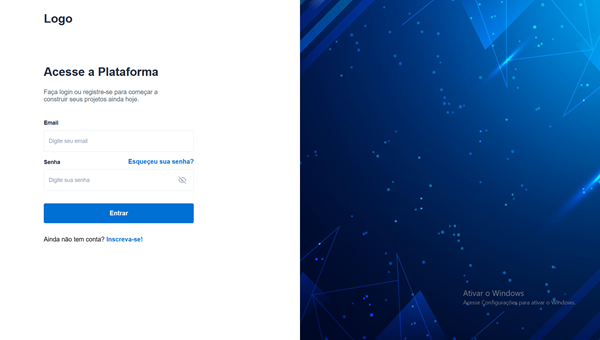 Logo
Acesse a Plataforma
Faça login ou registre-se para começar a
construir seus projetos ainda hoje.
Email
Digite seu email
Senha
Esqueçeu sua senha?
Digite sua senha
Entrar
Ainda não tem conta? Inscreva-se!
Ativar o Windows
Acesse Configurações para ativar o Windows.